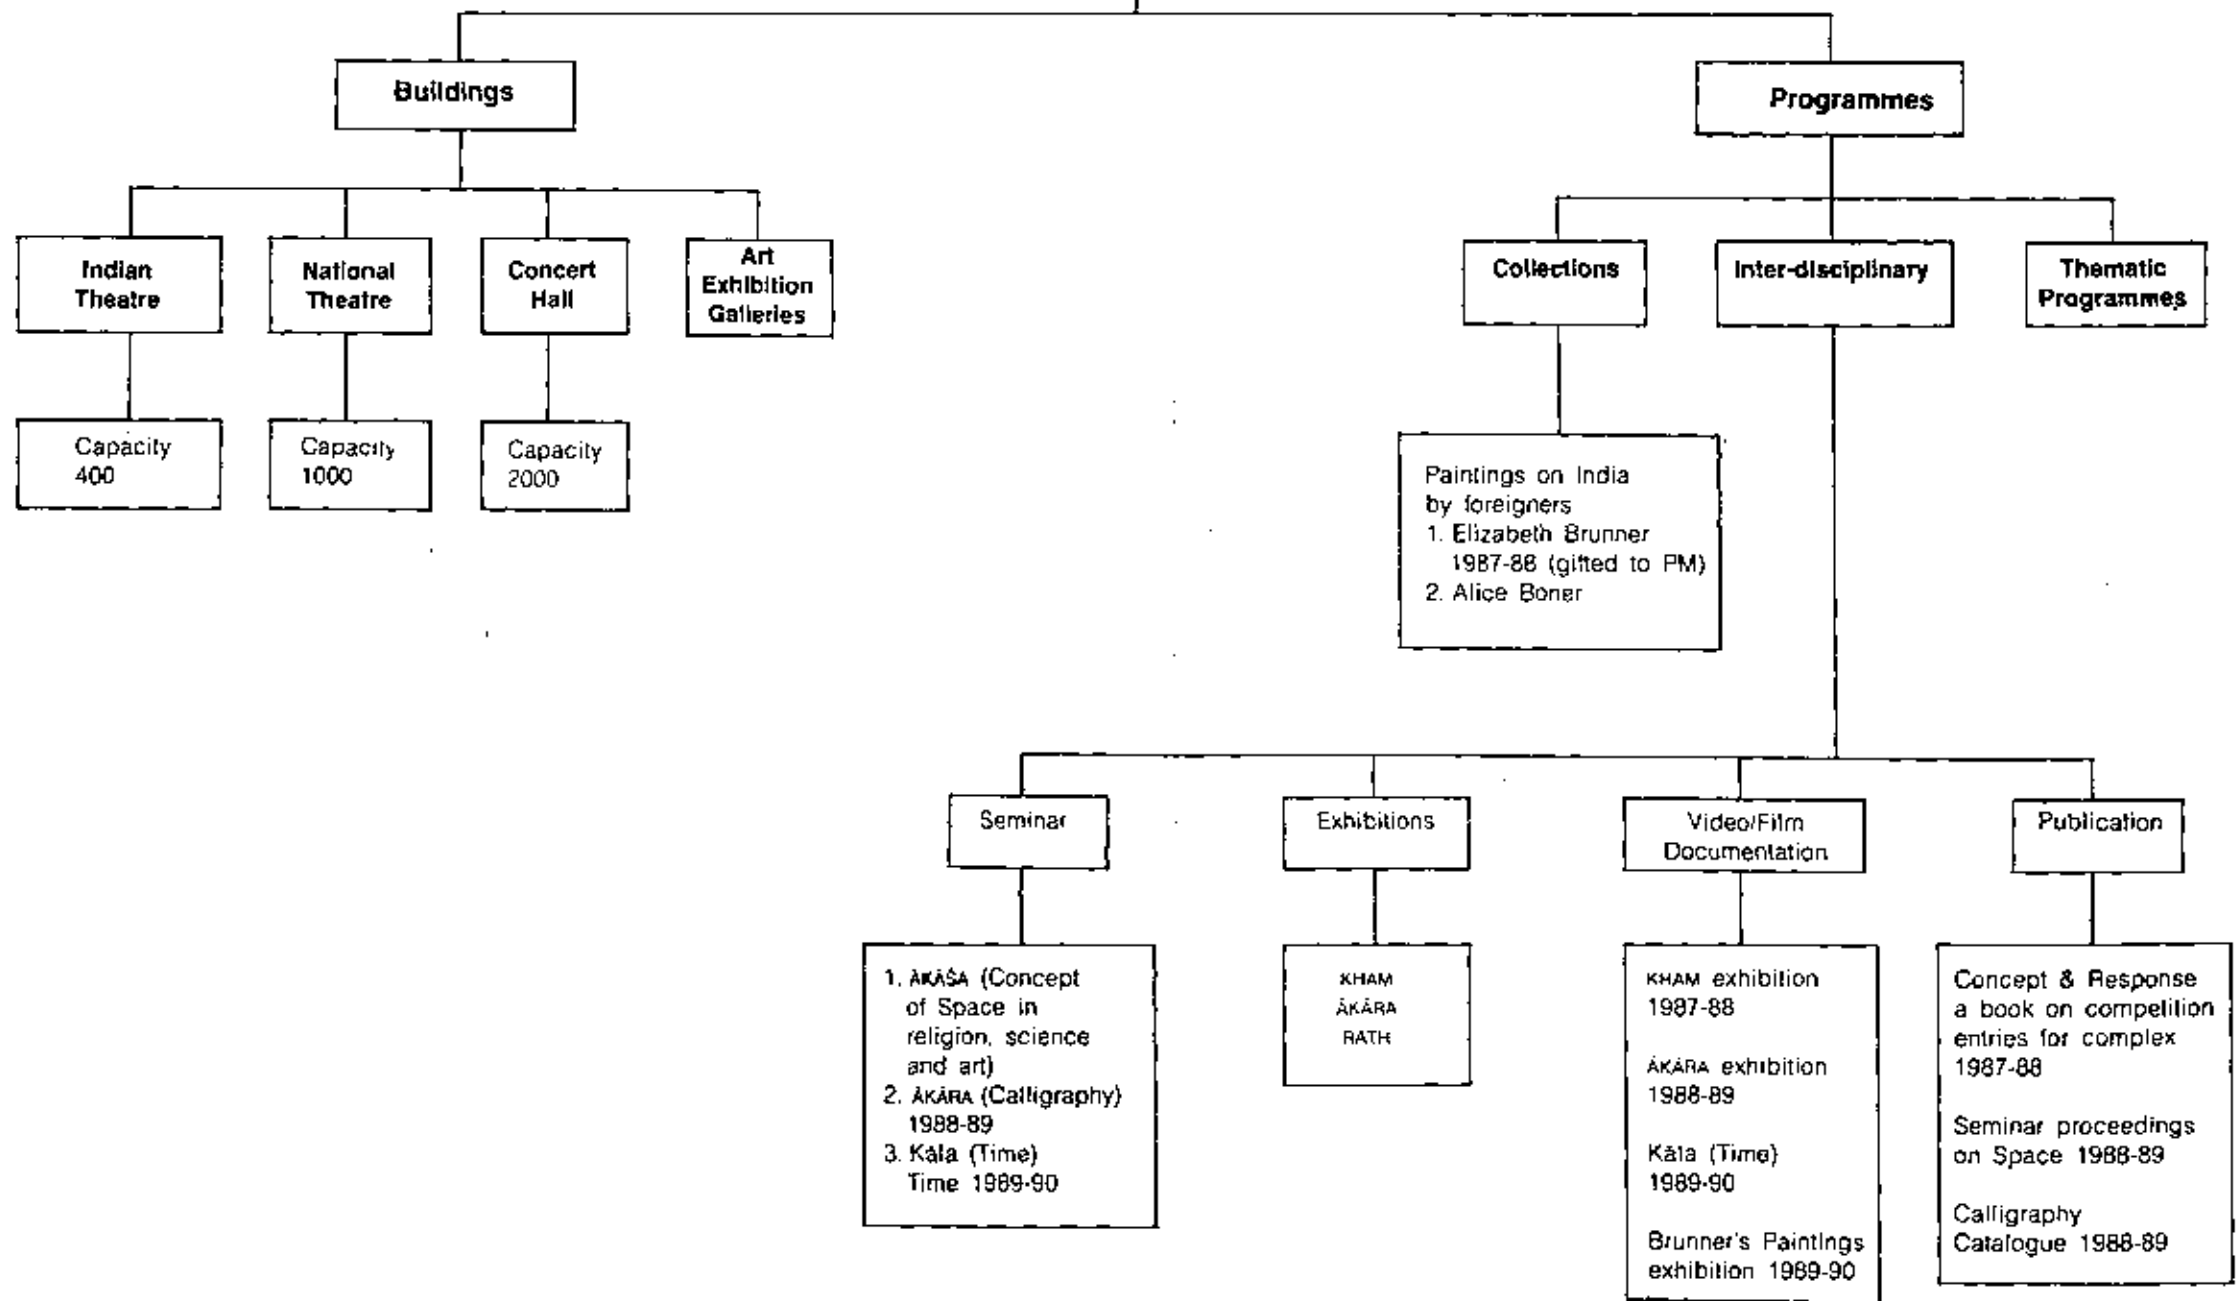 Buildings
Programmes
Indian
Theatre
National
Theatre
Concert
Hall
Art
Exhibition
Galleries
Collections
Inter-disciplinary
Thematic
Programmes
Capacity
400
Capacity
1000
Capacity
2000
Paintings on India
by foreigners
1. Elizabeth Brunner
1987-88 (gifted to PM)
2. Alice Boner
Seminar
Exhibitions
Video/Film
Documentation
Publication
1. ĀKĀŚA (Concept
of Space in
religion, science
and art)
2. ĀKĀRA (Calligraphy)
1988-89
3. Kāla (Time)
Time 1989-90
KHAM
ĀKĀRA
RATH
KHAM exhibition
1987-88
ĀKĀRA exhibition
1988-89
Kāla (Time)
1989-90
Brunner's Paintings
exhibition 1989-90
Concept & Response
a book on competition
entries for complex
1987-88
Seminar proceedings
on Space 1988-89
Calligraphy
Catalogue 1988-89